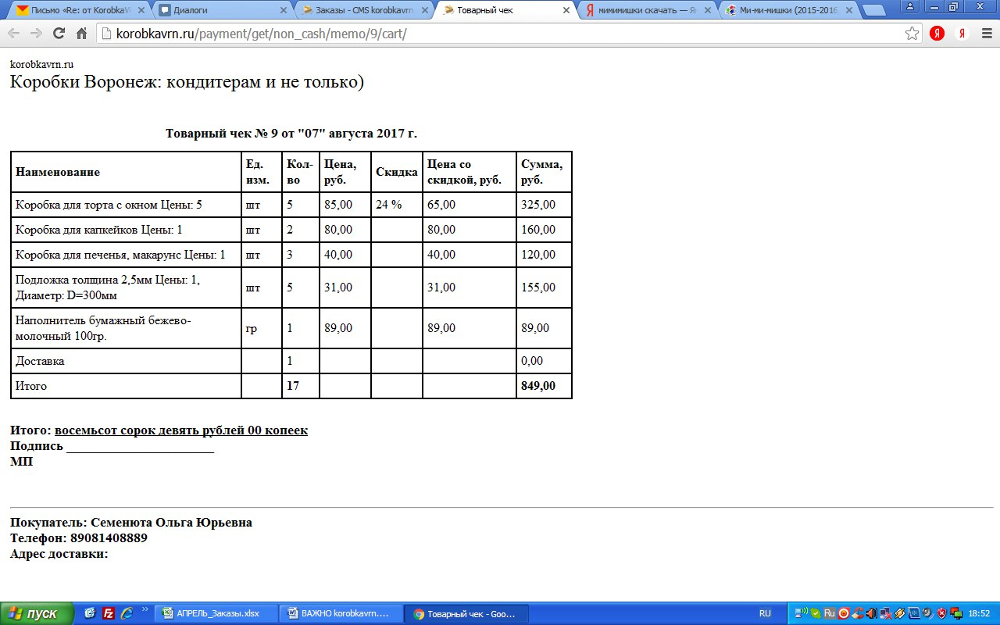 Письмо «Re: от KorobkaV
Диалоги
Заказы - CMS korobkavrn
Товарный чек
мимимишки скачать — Я
Ми-ми-мишки (2015-2016
korobkavrn.ru/payment/get/non_cash/memo/9/cart/
korobkavrn.ru
Коробки Воронеж: кондитерам и не только)
Товарный чек № 9 от "07" августа 2017 г.
Наименование Ед. изм. Кол-во Цена, руб. Скидка Цена со скидкой, руб. Сумма, руб.
Коробка для торта с окном Цены: 5 шт 5 85,00 24 % 65,00 325,00
Коробка для капкейков Цены: 1 шт 2 80,00 80,00 160,00
Коробка для печенья, макарунс Цены: 1 шт 3 40,00 40,00 120,00
Подложка толщина 2,5мм Цены: 1,
Диаметр: D=300мм шт 5 31,00 31,00 155,00
Наполнитель бумажный бежево-
молочный 100гр. гр 1 89,00 89,00 89,00
Доставка 1 0,00
Итого 17 849,00
Итого: восемьсот сорок девять рублей 00 копеек
Подпись ______________________
МП
Покупатель: Семенюта Ольга Юрьевна
Телефон: 89081408889
Адрес доставки:
пуск
АПРЕЛЬ_Заказы.xlsx
ВАЖНО korobkavrn....
Товарный чек - Goo...
RU
Ru
18:52